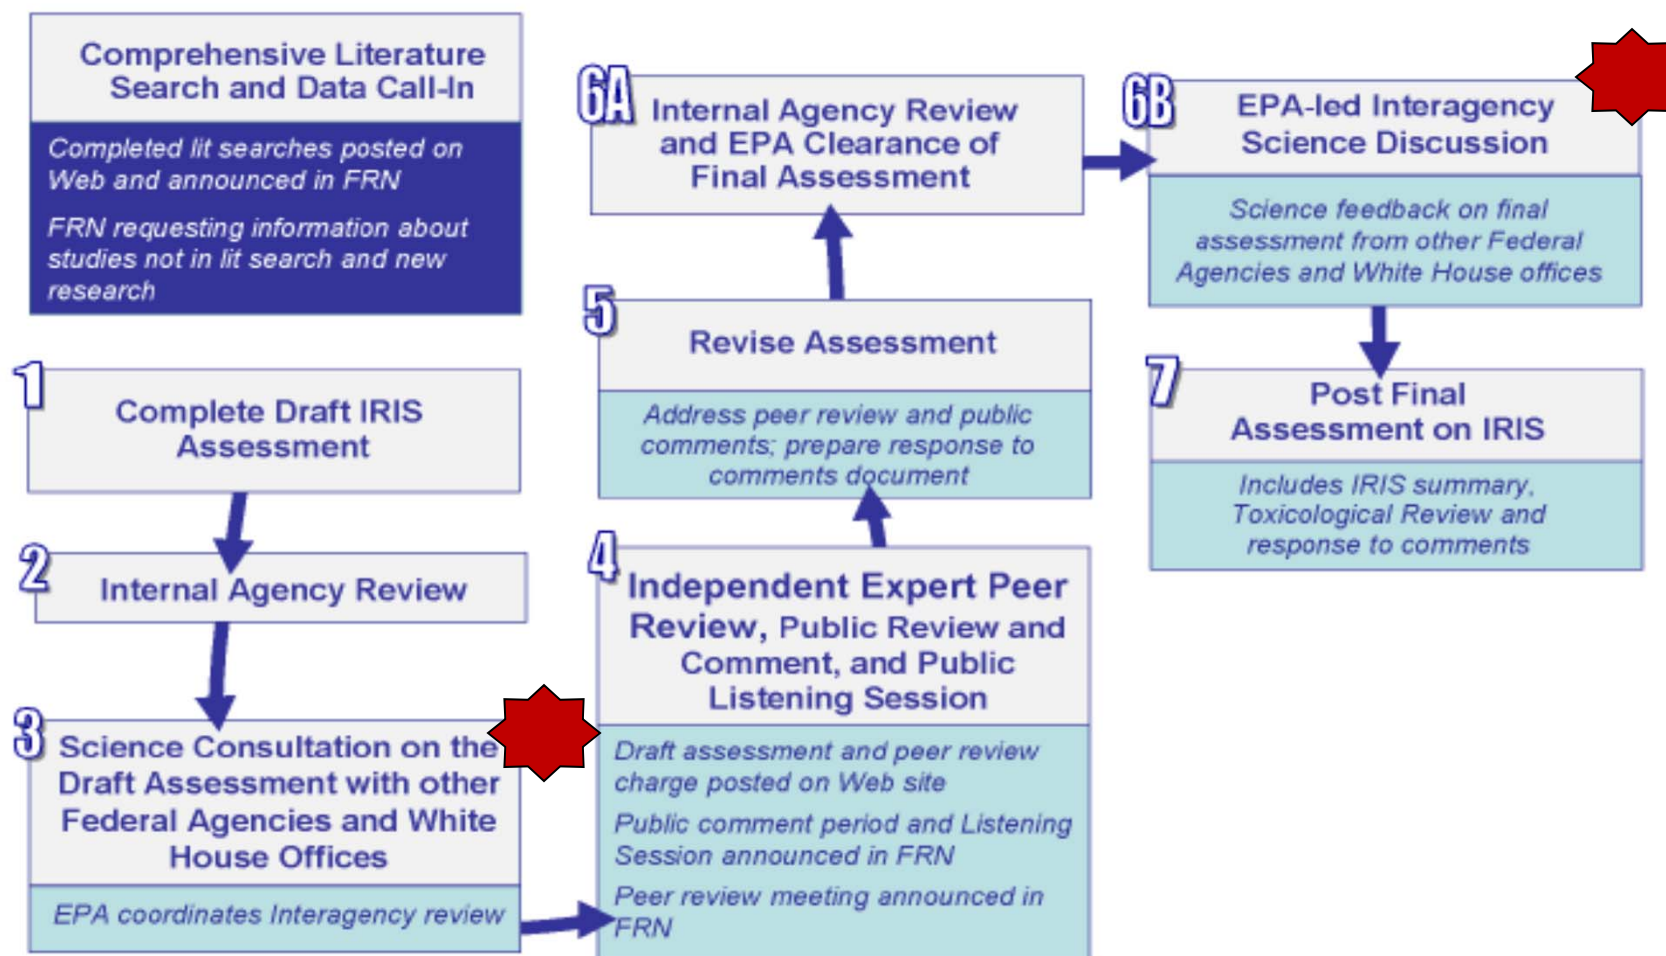 Comprehensive Literature
Search and Data Call-In
Completed lit searches posted on
Web and announced in FRN
FRN requesting information about
studies not in lit search and new
research
1
Complete Draft IRIS
Assessment
2
Internal Agency Review
3
Science Consultation on the
Draft Assessment with other
Federal Agencies and White
House Offices
EPA coordinates Interagency review
4
Independent Expert Peer
Review, Public Review and
Comment, and Public
Listening Session
Draft assessment and peer review
charge posted on Web site
Public comment period and Listening
Session announced in FRN
Peer review meeting announced in
FRN
5
Revise Assessment
Address peer review and public
comments; prepare response to
comments document
6A
Internal Agency Review
and EPA Clearance of
Final Assessment
6B
EPA-led Interagency
Science Discussion
Science feedback on final
assessment from other Federal
Agencies and White House offices
7
Post Final
Assessment on IRIS
Includes IRIS summary,
Toxicological Review and
response to comments